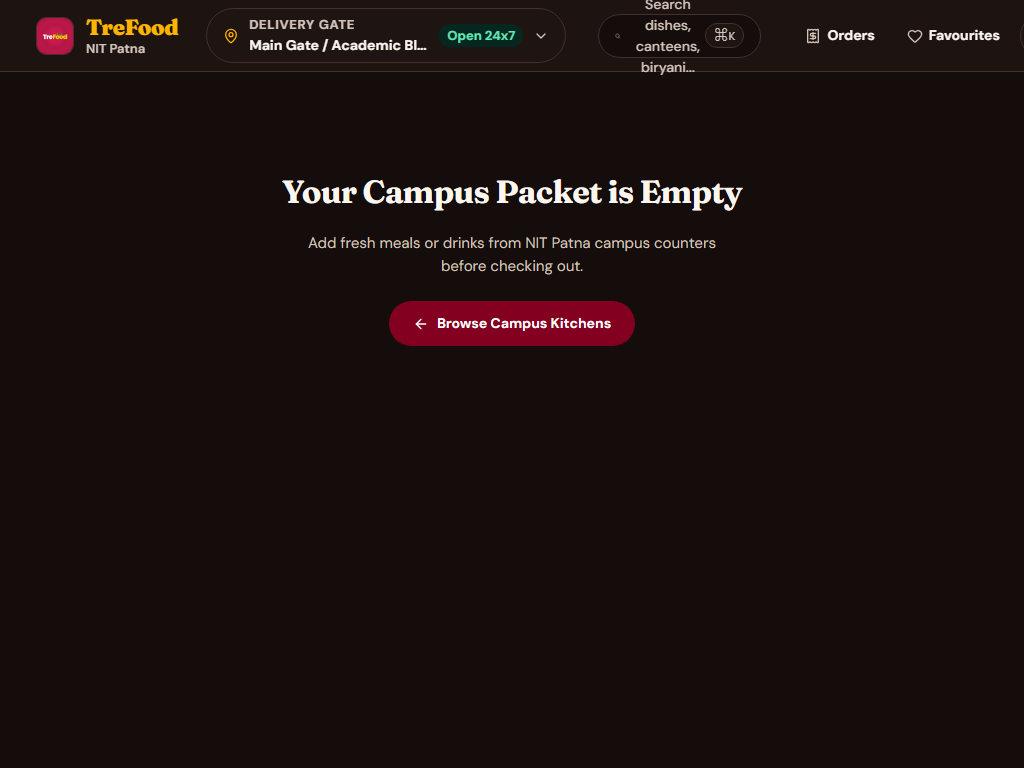 TreFood
TreFood
NIT Patna
DELIVERY GATE
Main Gate / Academic Bl...
Open 24x7
Search
dishes,
canteens,
biryani...
⌘K
Orders
Favourites
Your Campus Packet is Empty
Add fresh meals or drinks from NIT Patna campus counters
before checking out.
Browse Campus Kitchens